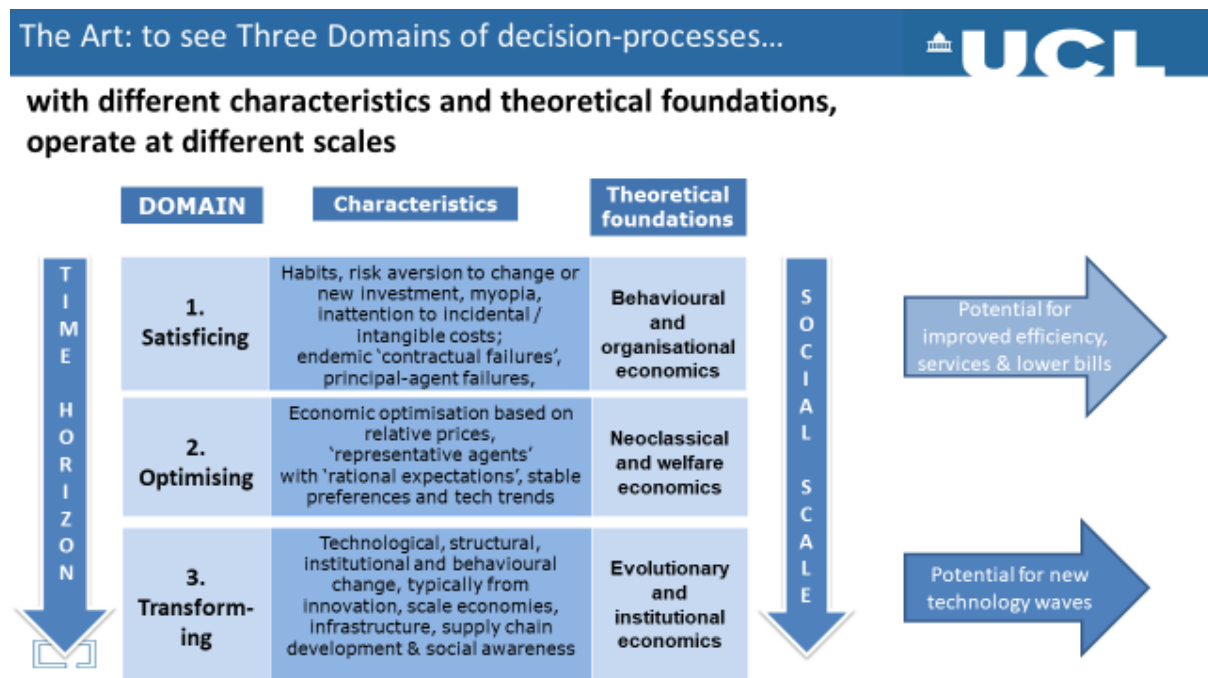 The Art: to see Three Domains of decision-processes…
UCL
with different characteristics and theoretical foundations,
operate at different scales
DOMAIN
Characteristics
Theoretical
foundations
TIME HORIZON
1.
Satisficing
Habits, risk aversion to change or
new investment, myopia,
inattention to incidental /
intangible costs;
endemic ‘contractual failures’,
principal-agent failures,
Behavioural
and
organisational
economics
2.
Optimising
Economic optimisation based on
relative prices,
‘representative agents’
with ‘rational expectations’, stable
preferences and tech trends
Neoclassical
and welfare
economics
3.
Transform-
ing
Technological, structural,
institutional and behavioural
change, typically from
innovation, scale economies,
infrastructure, supply chain
development & social awareness
Evolutionary
and
institutional
economics
SOCIAL SCALE
Potential for
improved efficiency,
services & lower bills
Potential for new
technology waves